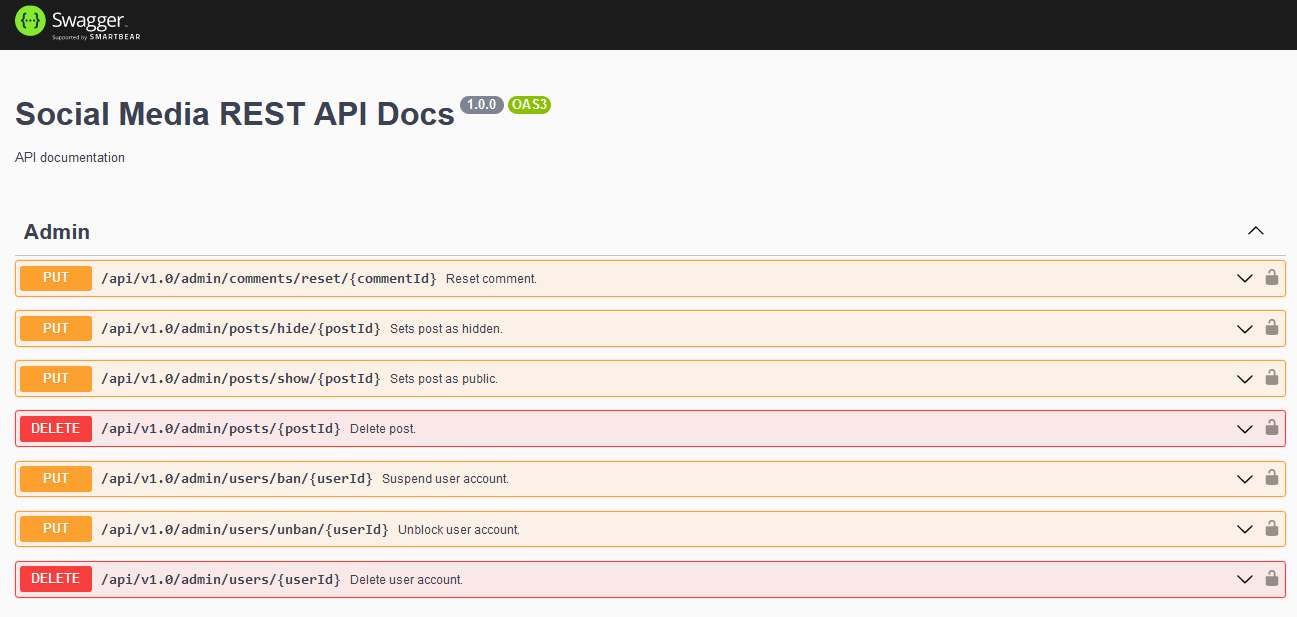 Swagger
Supported by SMARTBEAR
Social Media REST API Docs 1.0.0 OAS3
API documentation
Admin
PUT /api/v1.0/admin/comments/reset/{commentId} Reset comment.
PUT /api/v1.0/admin/posts/hide/{postId} Sets post as hidden.
PUT /api/v1.0/admin/posts/show/{postId} Sets post as public.
DELETE /api/v1.0/admin/posts/{postId} Delete post.
PUT /api/v1.0/admin/users/ban/{userId} Suspend user account.
PUT /api/v1.0/admin/users/unban/{userId} Unblock user account.
DELETE /api/v1.0/admin/users/{userId} Delete user account.